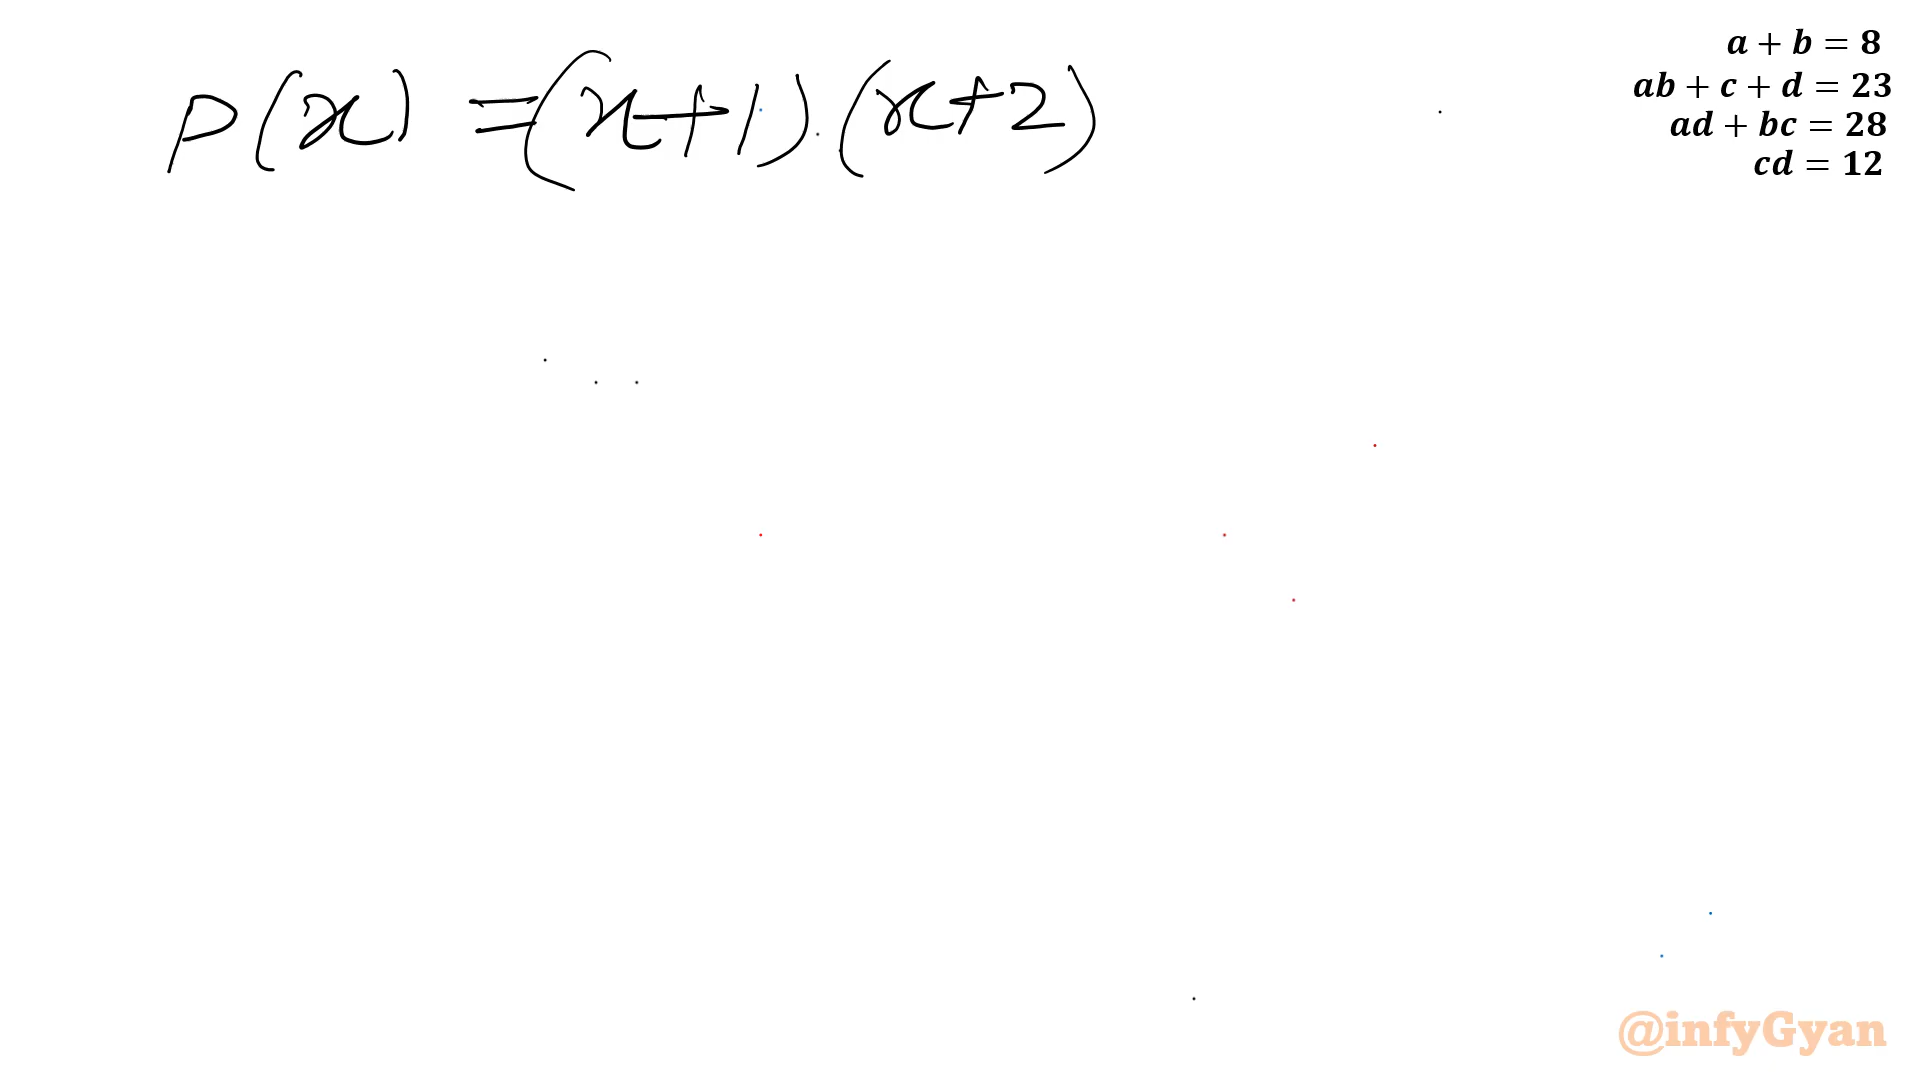 p(x) = (x+1).(x+2)
a + b = 8
ab + c + d = 23
ad + bc = 28
cd = 12
@infyGyan